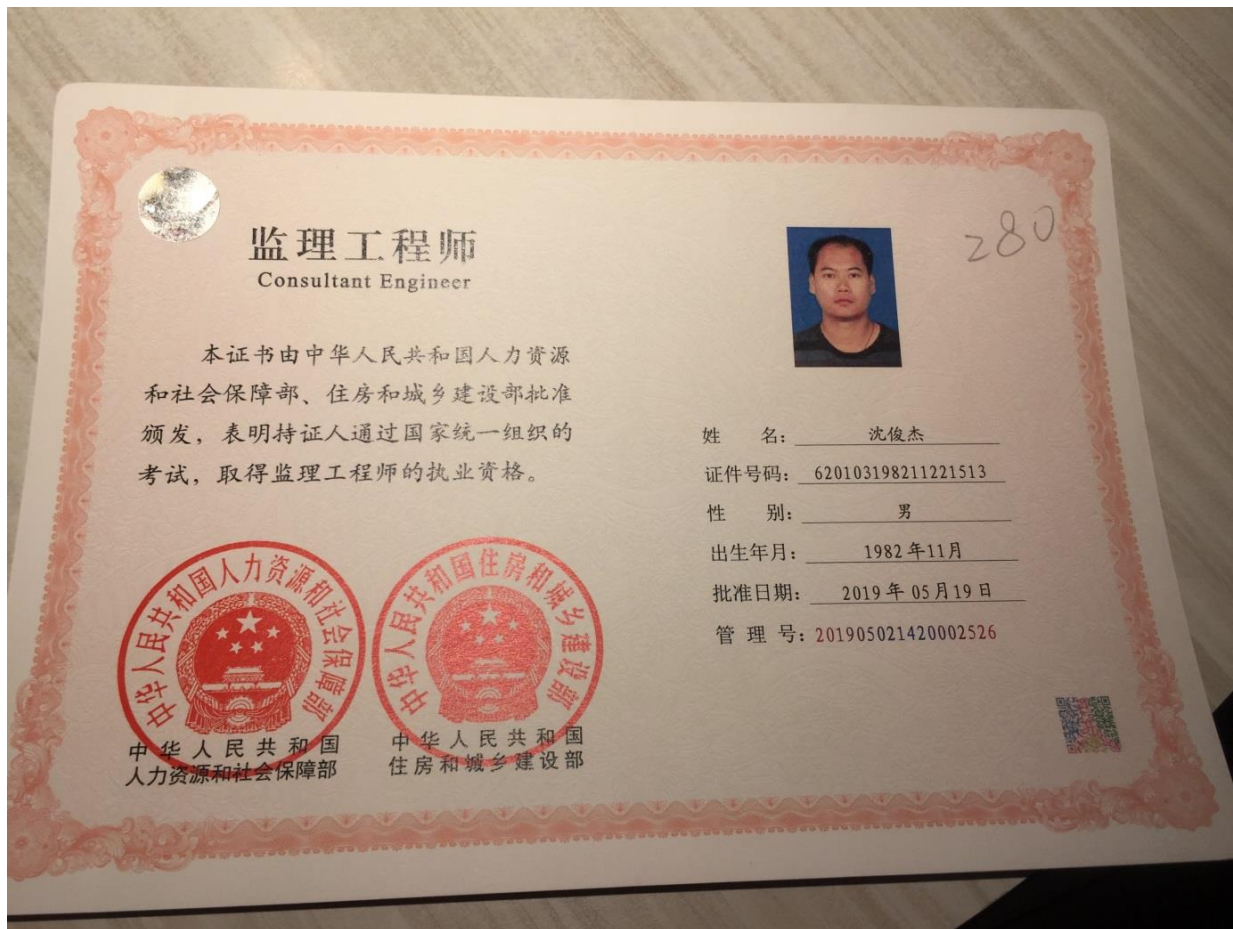 监理工程师
Consultant Engineer
本证书由中华人民共和国人力资源
和社会保障部、住房和城乡建设部批准
颁发，表明持证人通过国家统一组织的
考试，取得监理工程师的执业资格。
中华人民共和国人力资源和社会保障部
中华人民共和国
人力资源和社会保障部
中华人民共和国住房和城乡建设部
中华人民共和国
住房和城乡建设部
280
姓 名：沈俊杰
证件号码：620103198211221513
性 别：男
出生年月：1982年11月
批准日期：2019年05月19日
管 理 号：201905021420002526